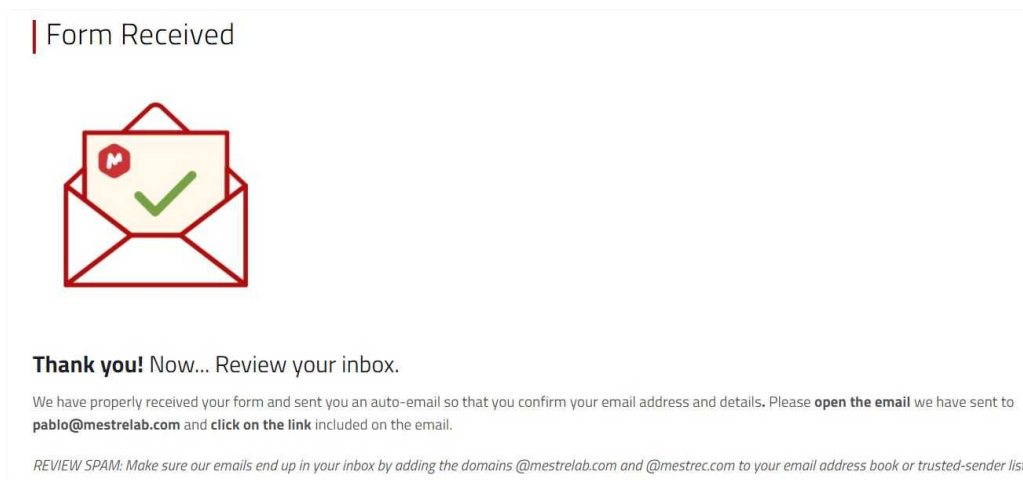 Form Received
Thank you! Now... Review your inbox.
We have properly received your form and sent you an auto-email so that you confirm your email address and details. Please open the email we have sent to
pablo@mestrelab.com and click on the link included on the email.
REVIEW SPAM: Make sure our emails end up in your inbox by adding the domains @mestrelab.com and @mestrec.com to your email address book or trusted-sender list